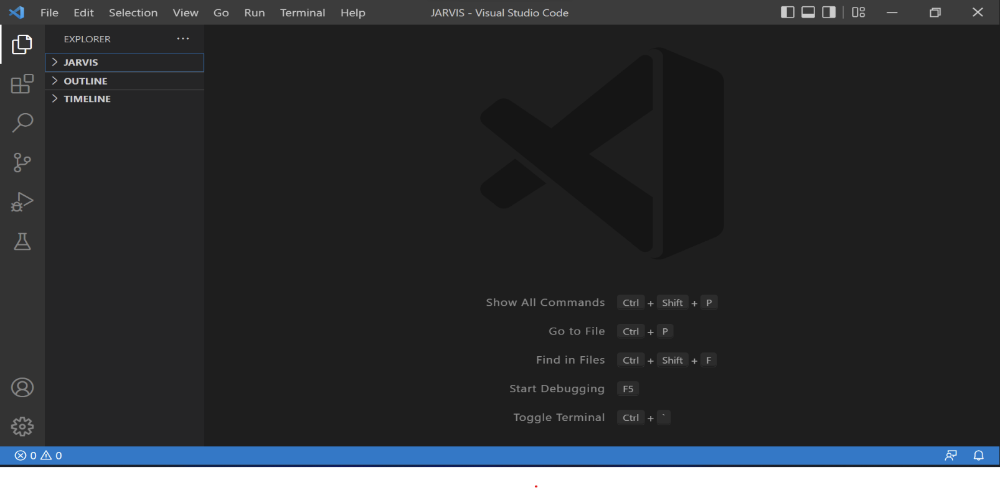 File Edit Selection View Go Run Terminal Help JARVIS - Visual Studio Code
EXPLORER ···
JARVIS
OUTLINE
TIMELINE
Show All Commands Ctrl + Shift + P
Go to File Ctrl + P
Find in Files Ctrl + Shift + F
Start Debugging F5
Toggle Terminal Ctrl + `
0 0